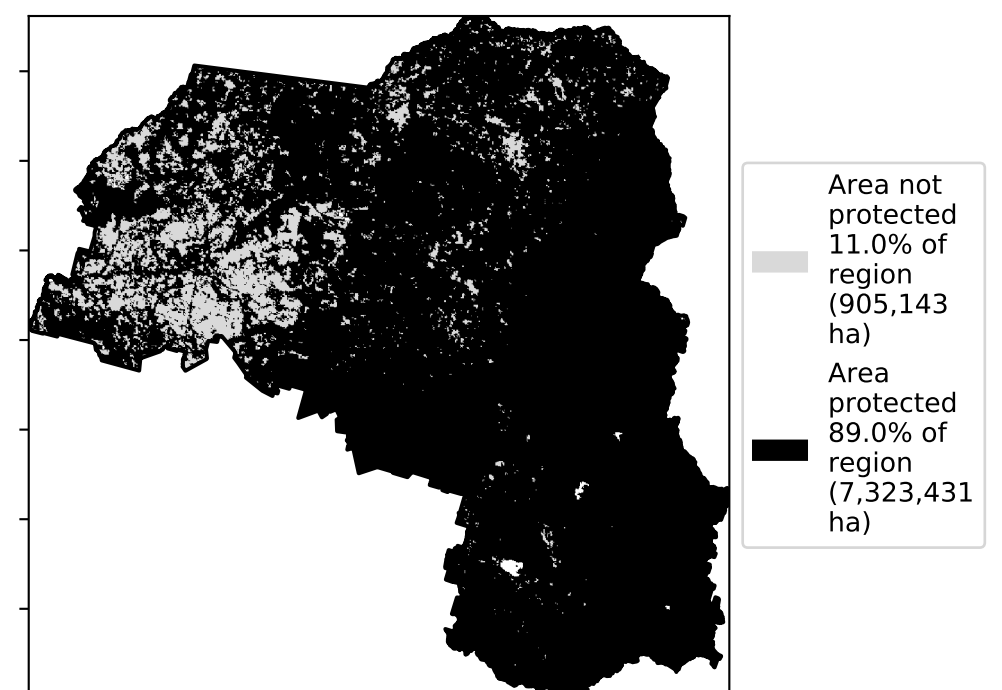 Area not
protected
11.0% of
region
(905,143
ha)
Area
protected
89.0% of
region
(7,323,431
ha)